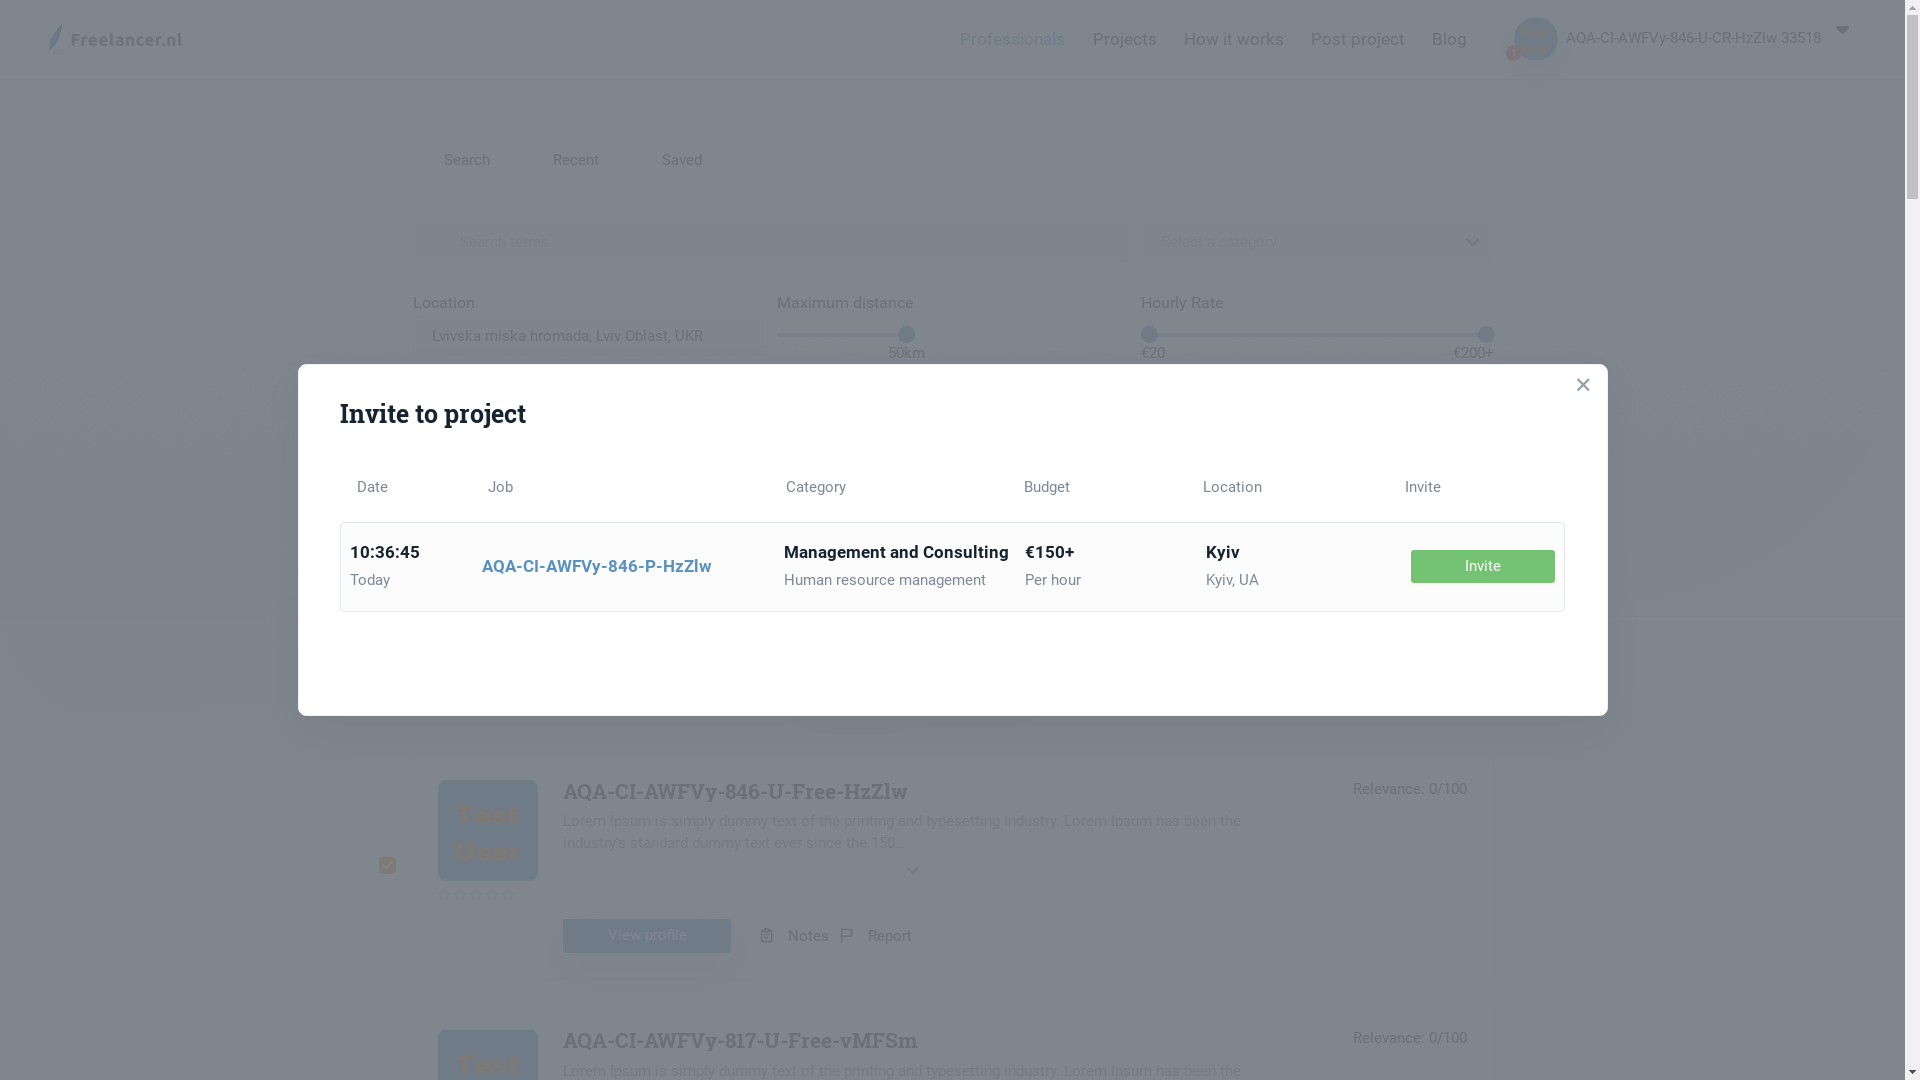 Freelancer.nl
Professionals
Projects
How it works
Post project
Blog
AQA-CI-AWFVy-846-U-CR-HzZlw 33518
Search
Recent
Saved
Search terms
Select a category
Location
Maximum distance
Hourly Rate
Lvivska miska hromada, Lviv Oblast, UKR
50km
€20
€200+
Invite to project
Date
Job
Category
Budget
Location
Invite
10:36:45
Today
AQA-CI-AWFVy-846-P-HzZlw
Management and Consulting
Human resource management
€150+
Per hour
Kyiv
Kyiv, UA
Invite
Test
User
AQA-CI-AWFVy-846-U-Free-HzZlw
Relevance: 0/100
Lorem Ipsum is simply dummy text of the printing and typesetting industry. Lorem Ipsum has been the
industry's standard dummy text ever since the 150...
View profile
Notes
Report
Test
AQA-CI-AWFVy-817-U-Free-vMFSm
Relevance: 0/100
Lorem Ipsum is simply dummy text of the printing and typesetting industry. Lorem Ipsum has been the